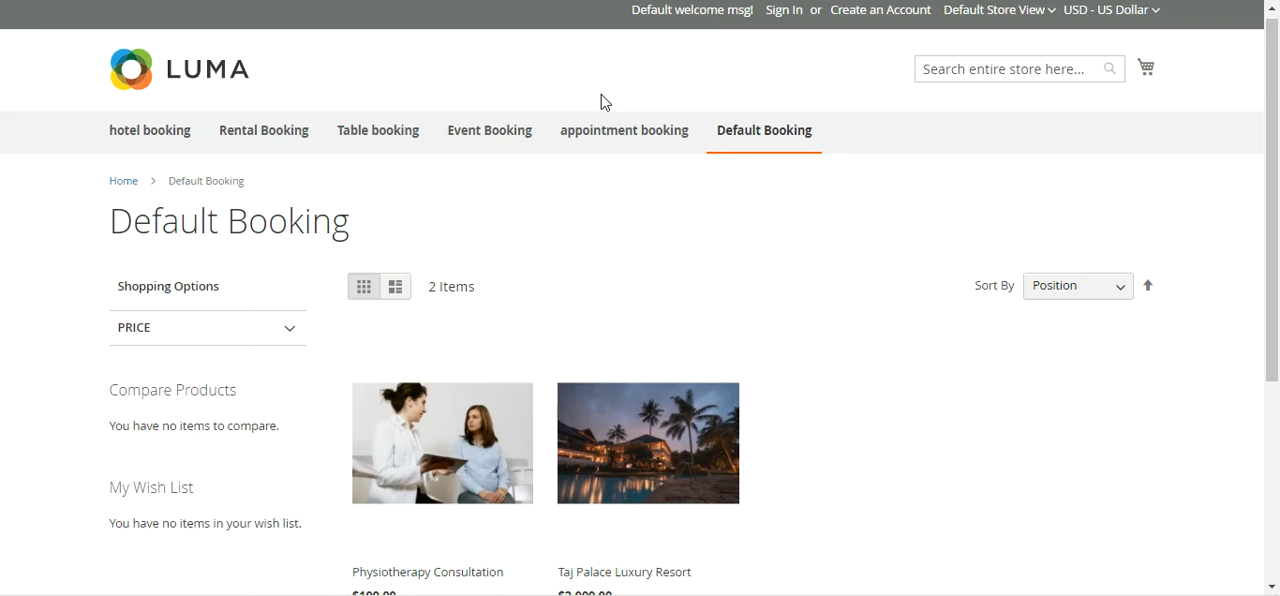 Default welcome msg! Sign In or Create an Account Default Store View USD - US Dollar
LUMA
Search entire store here...
hotel booking Rental Booking Table booking Event Booking appointment booking Default Booking
Home Default Booking
Default Booking
Shopping Options
2 Items
Sort By Position
PRICE
Compare Products
You have no items to compare.
My Wish List
You have no items in your wish list.
Physiotherapy Consultation Taj Palace Luxury Resort